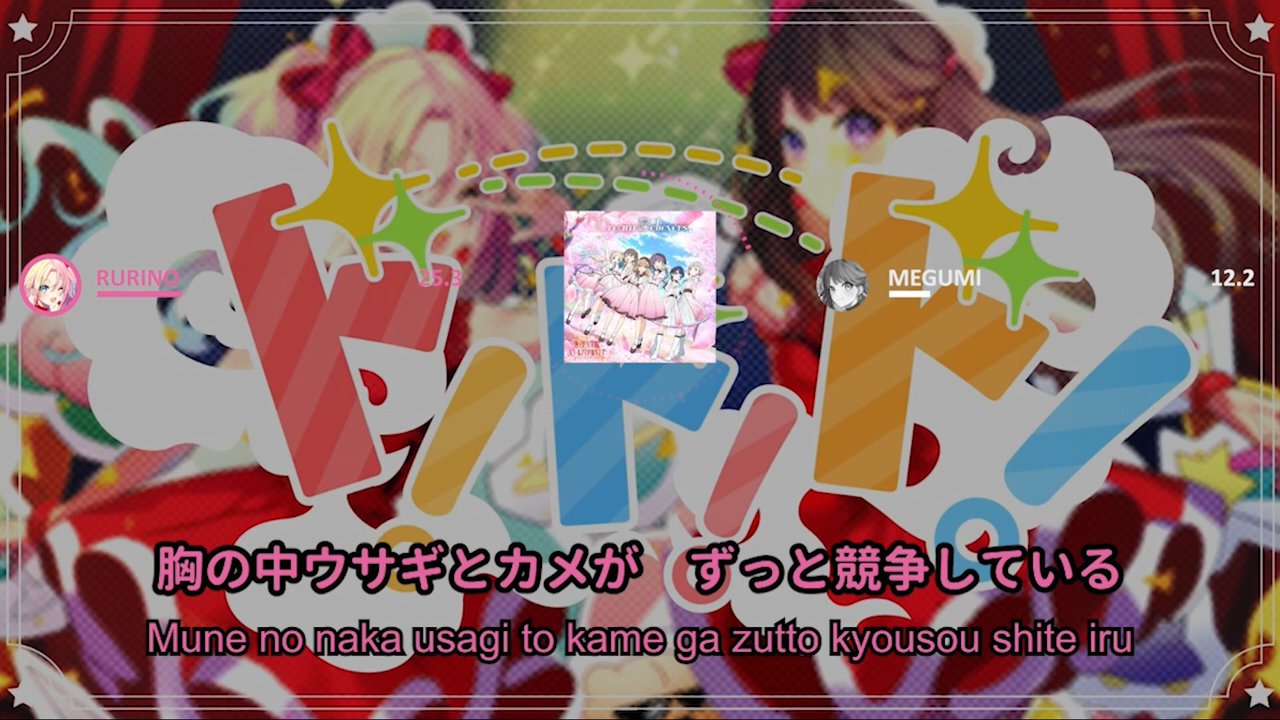 ド!ド!ド!
Dream Believers
RURINO 25.3
MEGUMI 12.2
胸の中ウサギとカメが ずっと競争している
Mune no naka usagi to kame ga zutto kyousou shite iru